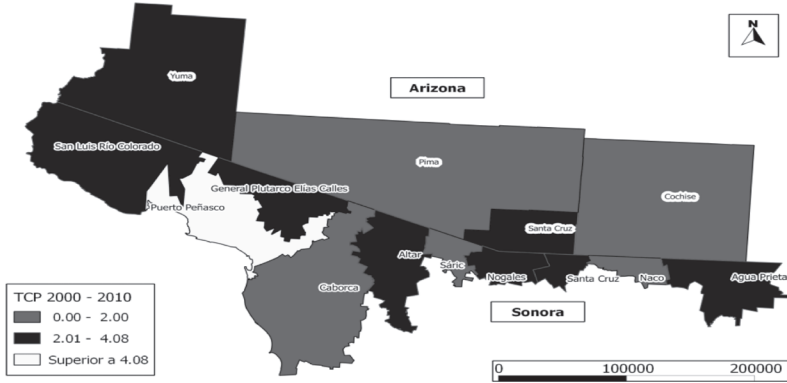 N
Arizona
Yuma
San Luis Río Colorado
Pima
Cochise
General Plutarco Elías Calles
Puerto Peñasco
Santa Cruz
Altar
Sáric
Nogales
Santa Cruz
Naco
Agua Prieta
Caborca
Sonora
TCP 2000 - 2010
0.00 - 2.00
2.01 - 4.08
Superior a 4.08
0 100000 200000